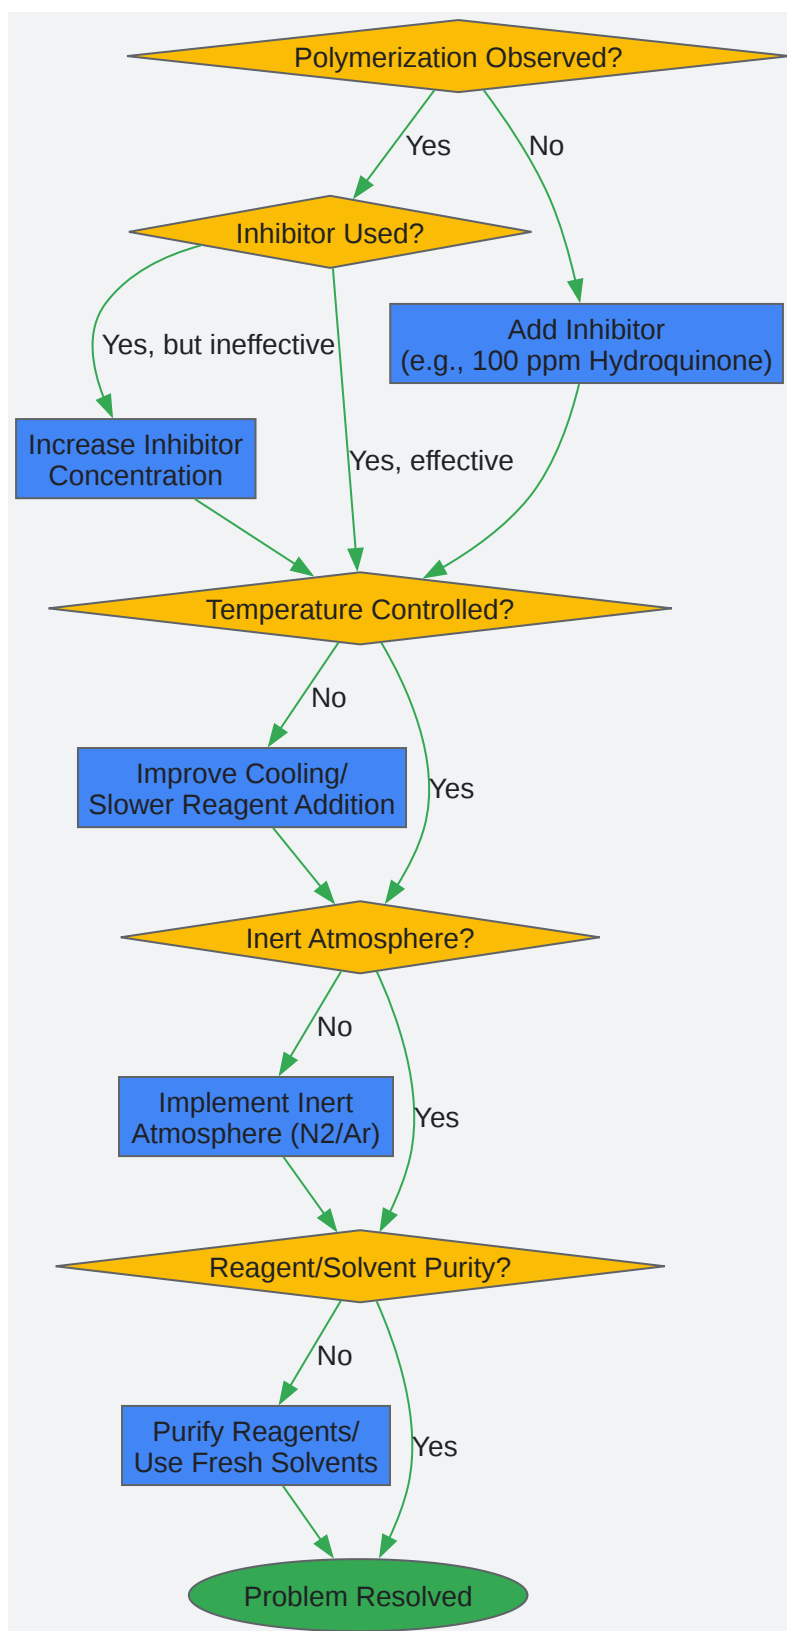 Polymerization Observed?
Yes
No
Inhibitor Used?
Add Inhibitor
(e.g., 100 ppm Hydroquinone)
Yes, but ineffective
Increase Inhibitor
Concentration
Yes, effective
Temperature Controlled?
No
Improve Cooling/
Slower Reagent Addition
Yes
Inert Atmosphere?
No
Implement Inert
Atmosphere (N2/Ar)
Yes
Reagent/Solvent Purity?
No
Purify Reagents/
Use Fresh Solvents
Yes
Problem Resolved